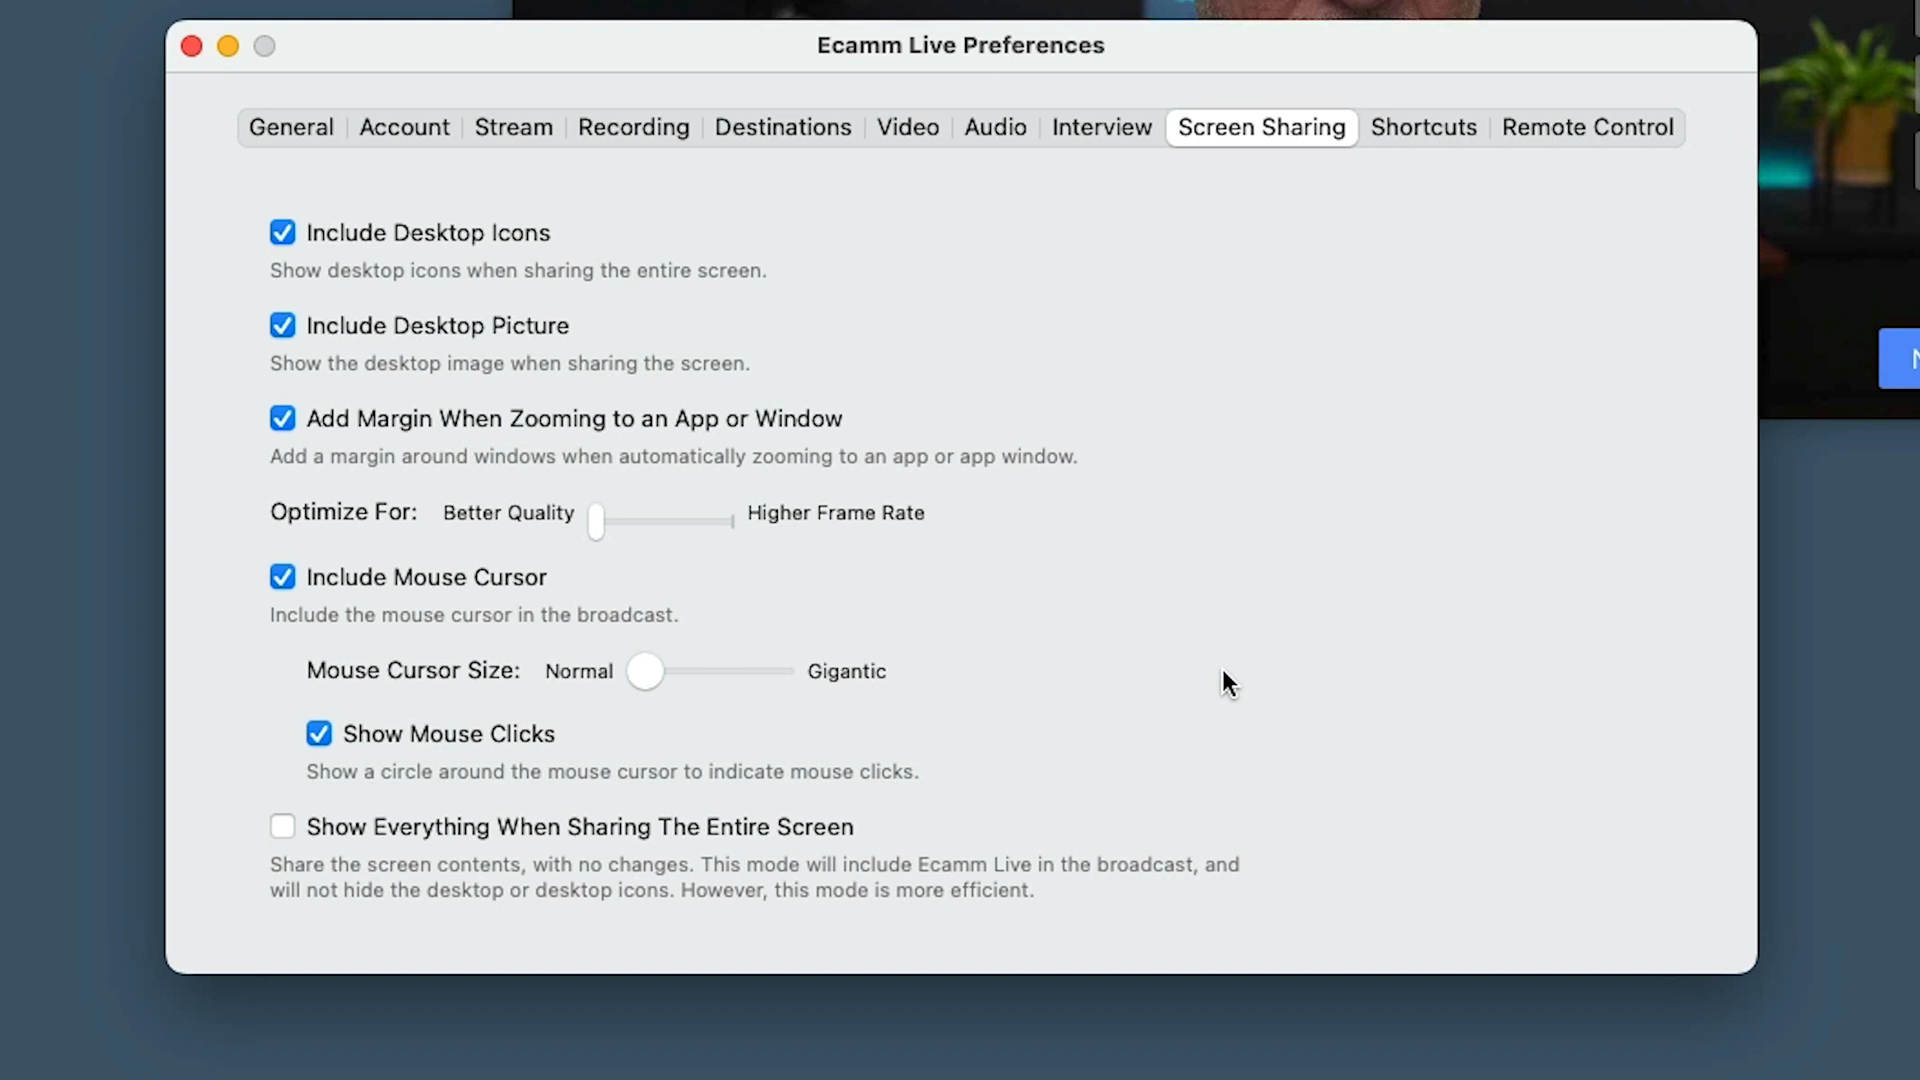 Ecamm Live Preferences
General Account Stream Recording Destinations Video Audio Interview Screen Sharing Shortcuts Remote Control
Include Desktop Icons
Show desktop icons when sharing the entire screen.
Include Desktop Picture
Show the desktop image when sharing the screen.
Add Margin When Zooming to an App or Window
Add a margin around windows when automatically zooming to an app or app window.
Optimize For: Better Quality Higher Frame Rate
Include Mouse Cursor
Include the mouse cursor in the broadcast.
Mouse Cursor Size: Normal Gigantic
Show Mouse Clicks
Show a circle around the mouse cursor to indicate mouse clicks.
Show Everything When Sharing The Entire Screen
Share the screen contents, with no changes. This mode will include Ecamm Live in the broadcast, and
will not hide the desktop or desktop icons. However, this mode is more efficient.